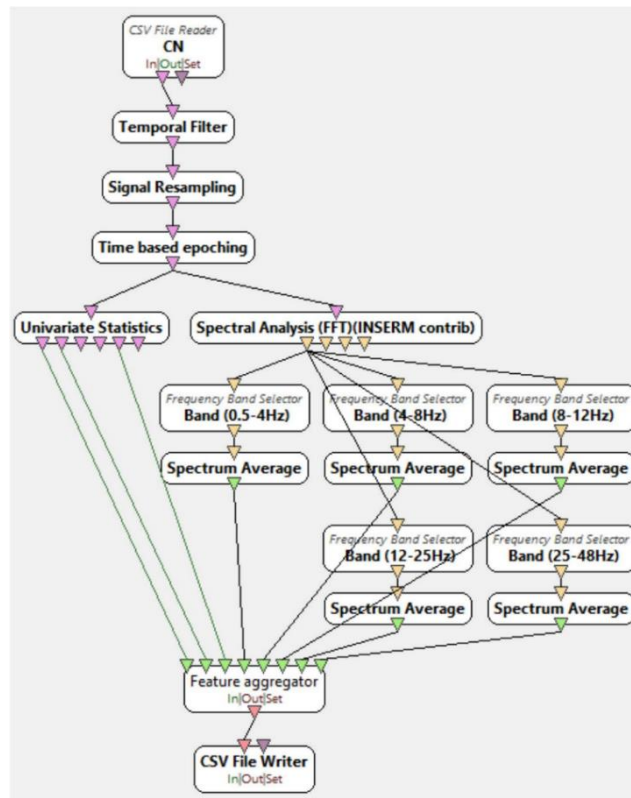 CSV File Reader
CN
In|Out|Set
Temporal Filter
Signal Resampling
Time based epoching
Univariate Statistics
Spectral Analysis (FFT)(INSERM contrib)
Frequency Band Selector
Band (0.5-4Hz)
Frequency Band Selector
Band (4-8Hz)
Frequency Band Selector
Band (8-12Hz)
Spectrum Average
Spectrum Average
Spectrum Average
Frequency Band Selector
Band (12-25Hz)
Frequency Band Selector
Band (25-48Hz)
Spectrum Average
Spectrum Average
Feature aggregator
In|Out|Set
CSV File Writer
In|Out|Set